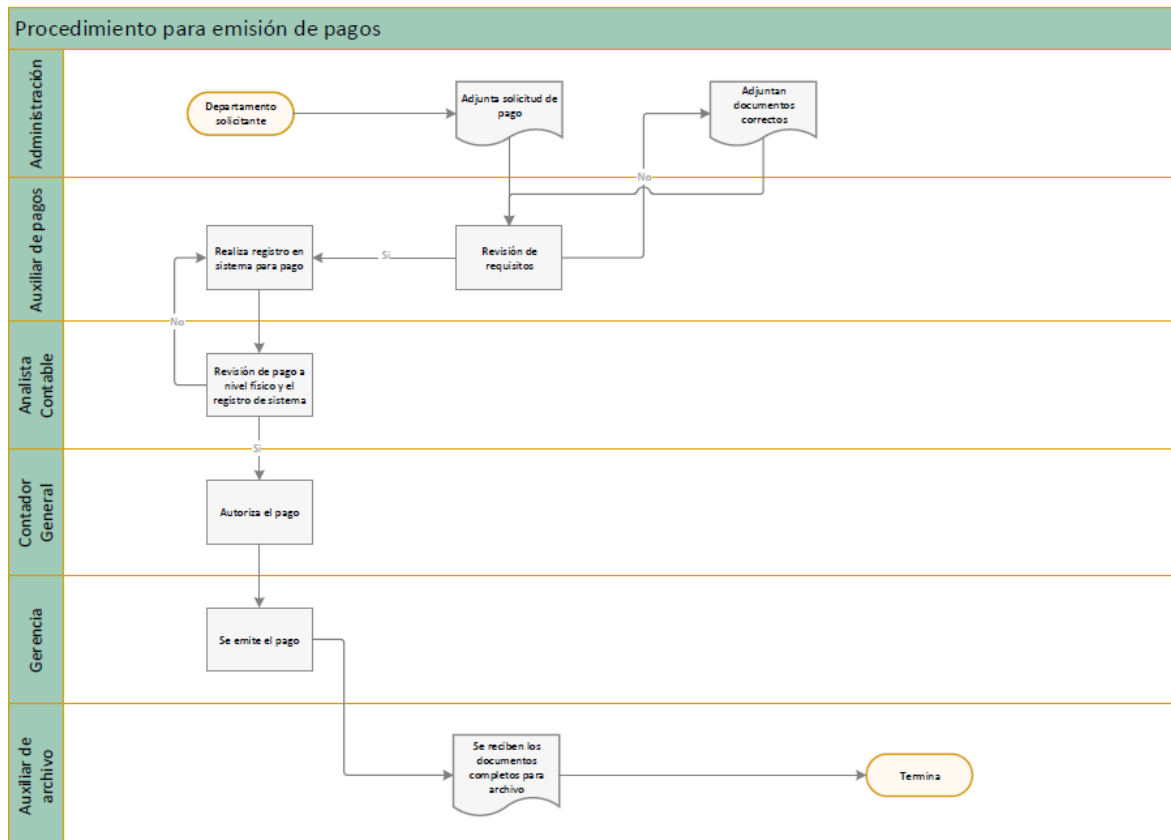 Procedimiento para emisión de pagos
Administración
Departamento
solicitante
Adjunta solicitud de
pago
Adjuntan
documentos
correctos
No
Auxiliar de pagos
Realiza registro en
sistema para pago
Si
Revisión de
requisitos
No
Analista
Contable
Revisión de pago a
nivel físico y el
registro de sistema
Si
Contador
General
Autoriza el pago
Gerencia
Se emite el pago
Auxiliar de
archivo
Se reciben los
documentos
completos para
archivo
Termina